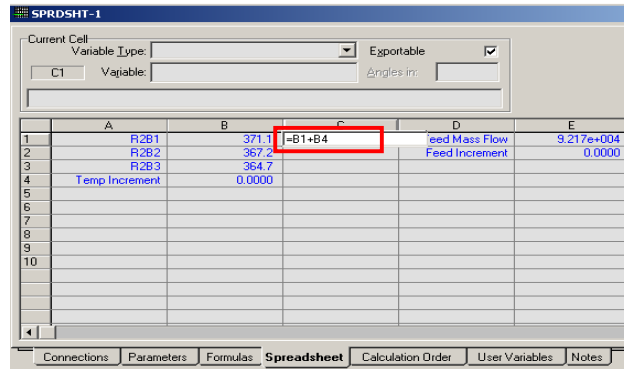 SPRDSHT-1
Current Cell
Variable Type: Exportable
C1 Variable: Angles in:
A B C D E
1 R2B1 371.1 =B1+B4 eed Mass Flow 9.217e+004
2 R2B2 367.2 Feed Increment 0.0000
3 R2B3 364.7
4 Temp Increment 0.0000
5
6
7
8
9
10
Connections Parameters Formulas Spreadsheet Calculation Order User Variables Notes